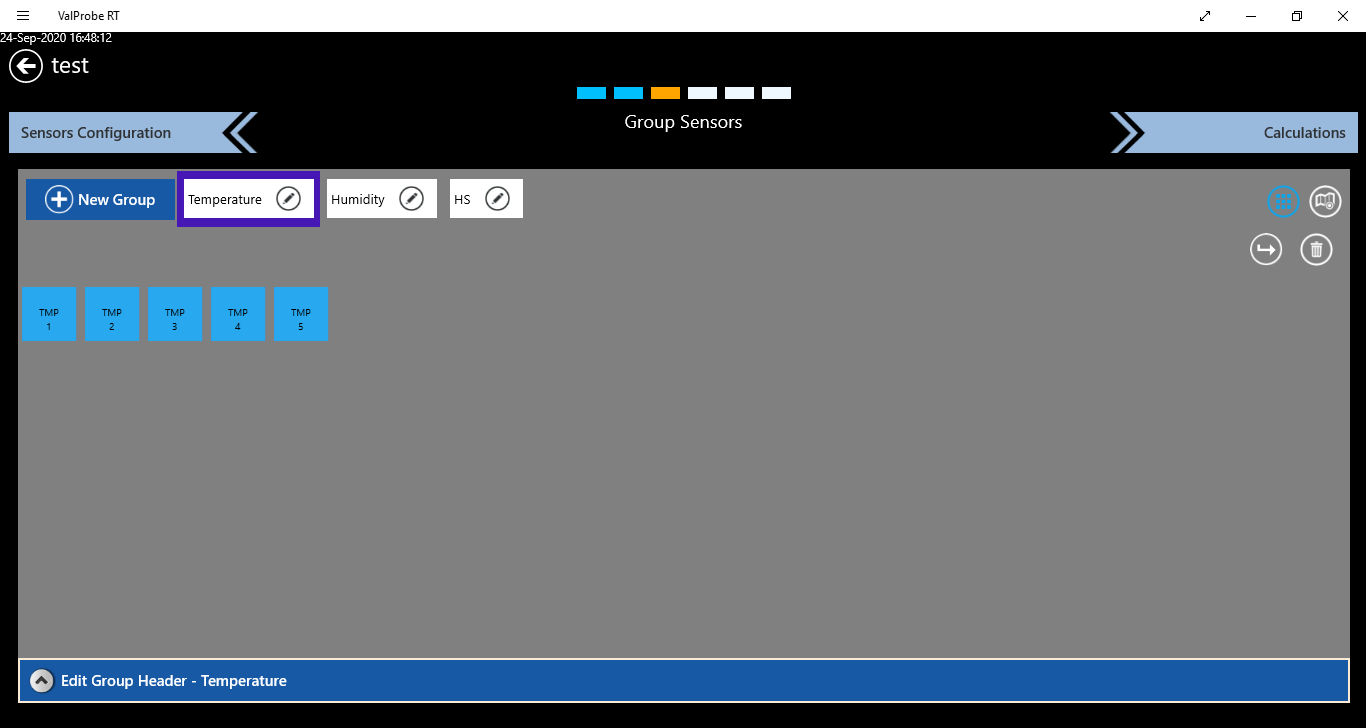 ValProbe RT
24-Sep-2020 16:48:12
test
Sensors Configuration
Group Sensors
Calculations
New Group
Temperature
Humidity
HS
TMP
1
TMP
2
TMP
3
TMP
4
TMP
5
Edit Group Header - Temperature